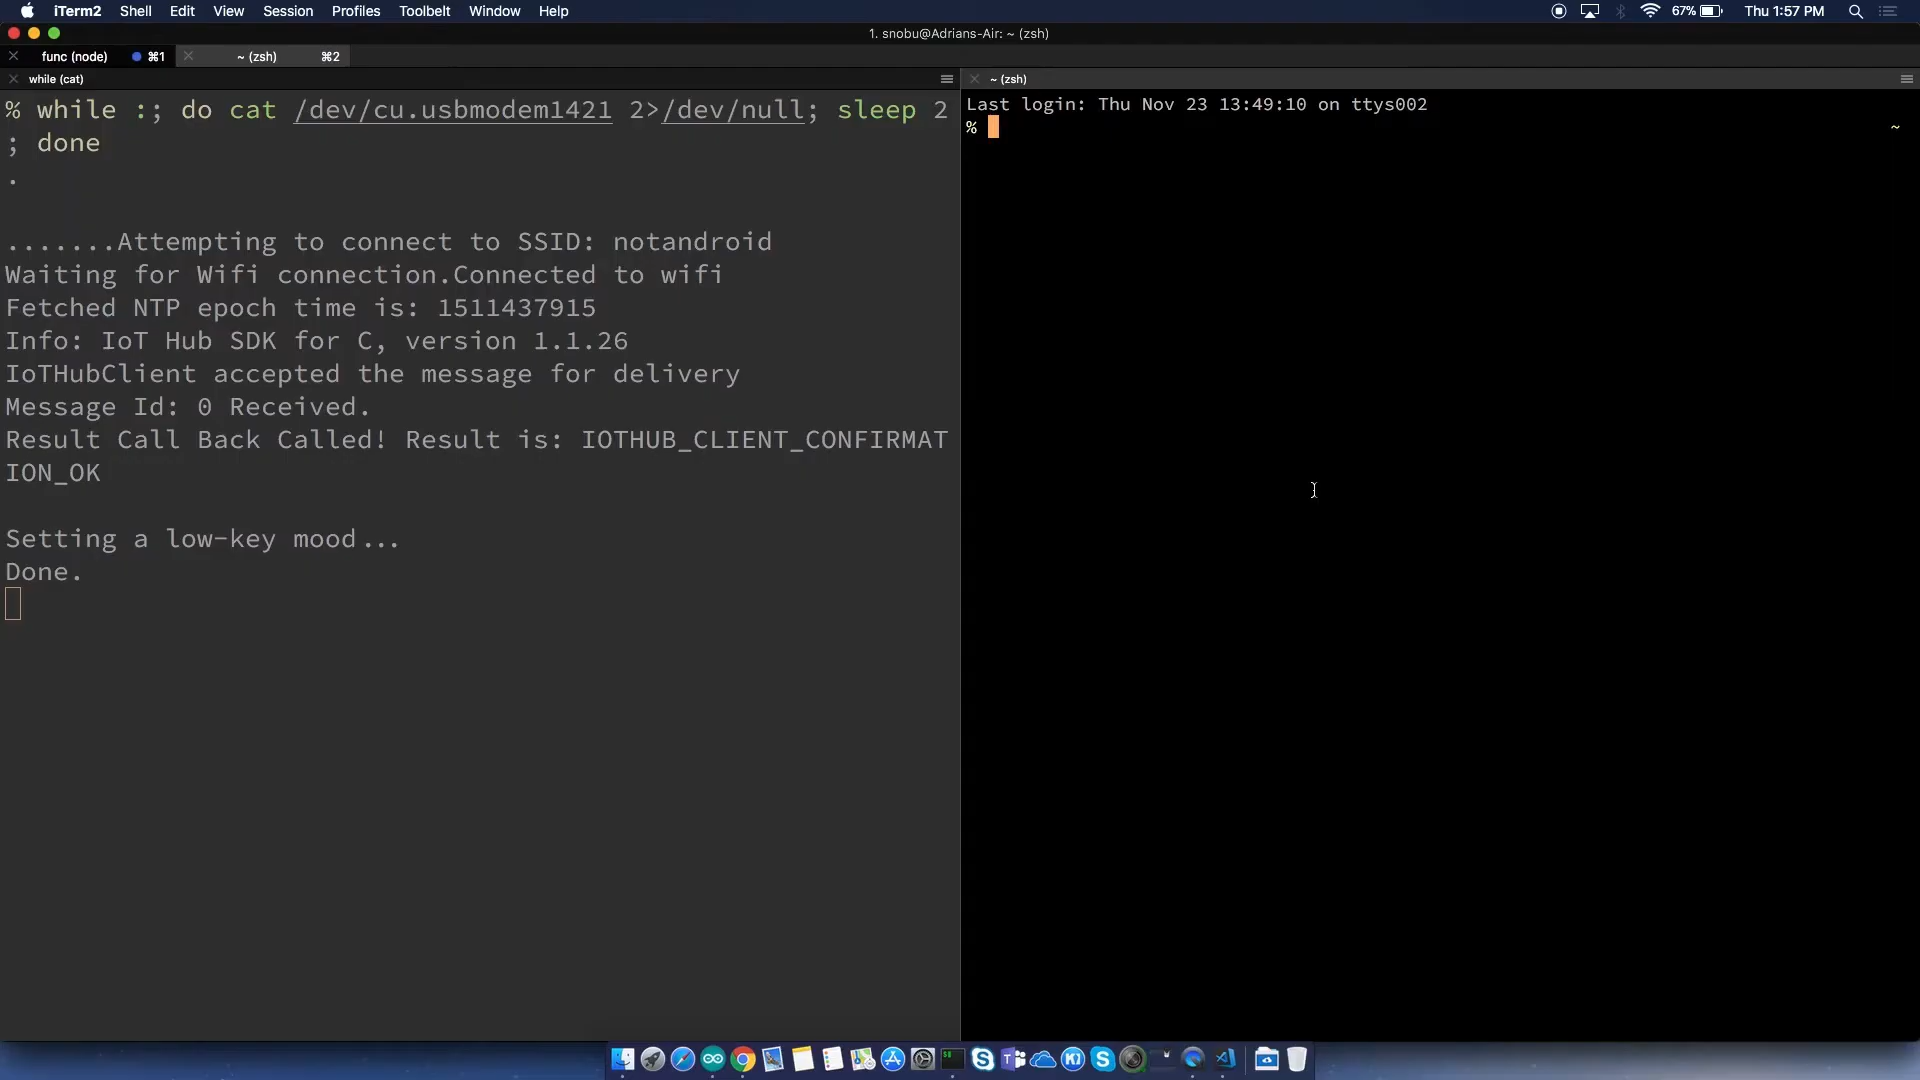 iTerm2 Shell Edit View Session Profiles Toolbelt Window Help 67% Thu 1:57 PM
1. snobu@Adrians-Air: ~ (zsh)
func (node) ⌘1 ~ (zsh) ⌘2
while (cat)
% while :; do cat /dev/cu.usbmodem1421 2>/dev/null; sleep 2
; done
.
.......Attempting to connect to SSID: notandroid
Waiting for Wifi connection.Connected to wifi
Fetched NTP epoch time is: 1511437915
Info: IoT Hub SDK for C, version 1.1.26
IoTHubClient accepted the message for delivery
Message Id: 0 Received.
Result Call Back Called! Result is: IOTHUB_CLIENT_CONFIRMAT
ION_OK
Setting a low-key mood...
Done.
~ (zsh)
Last login: Thu Nov 23 13:49:10 on ttys002
% ~